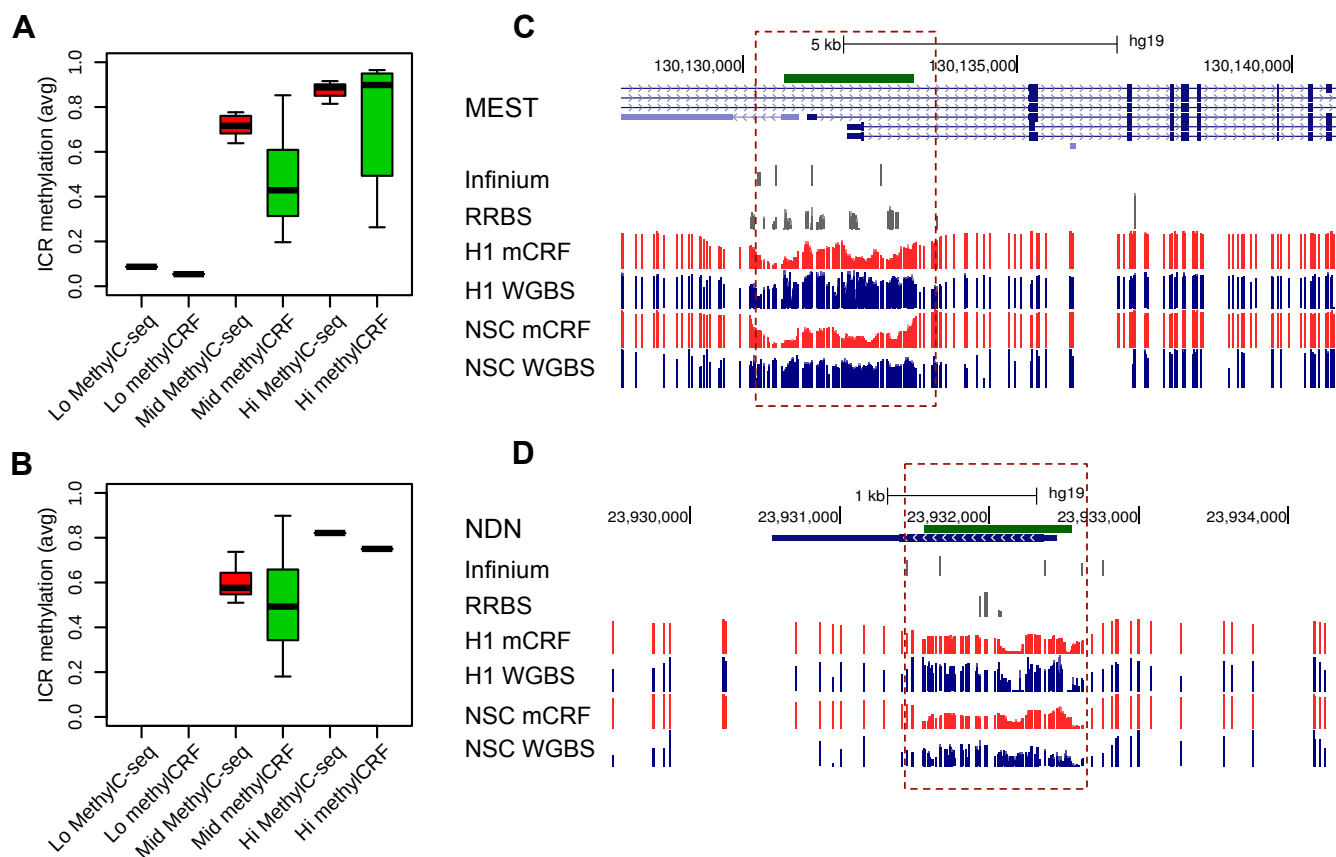 A
ICR methylation (avg)
0.0 0.2 0.4 0.6 0.8 1.0
Lo MethylC-seq
Lo methylCRF
Mid MethylC-seq
Mid methylCRF
Hi MethylC-seq
Hi methylCRF
B
ICR methylation (avg)
0.0 0.2 0.4 0.6 0.8 1.0
Lo MethylC-seq
Lo methylCRF
Mid MethylC-seq
Mid methylCRF
Hi MethylC-seq
Hi methylCRF
C
5 kb hg19
130,130,000 130,135,000 130,140,000
MEST
Infinium
RRBS
H1 mCRF
H1 WGBS
NSC mCRF
NSC WGBS
D
1 kb hg19
23,930,000 23,931,000 23,932,000 23,933,000 23,934,000
NDN
Infinium
RRBS
H1 mCRF
H1 WGBS
NSC mCRF
NSC WGBS